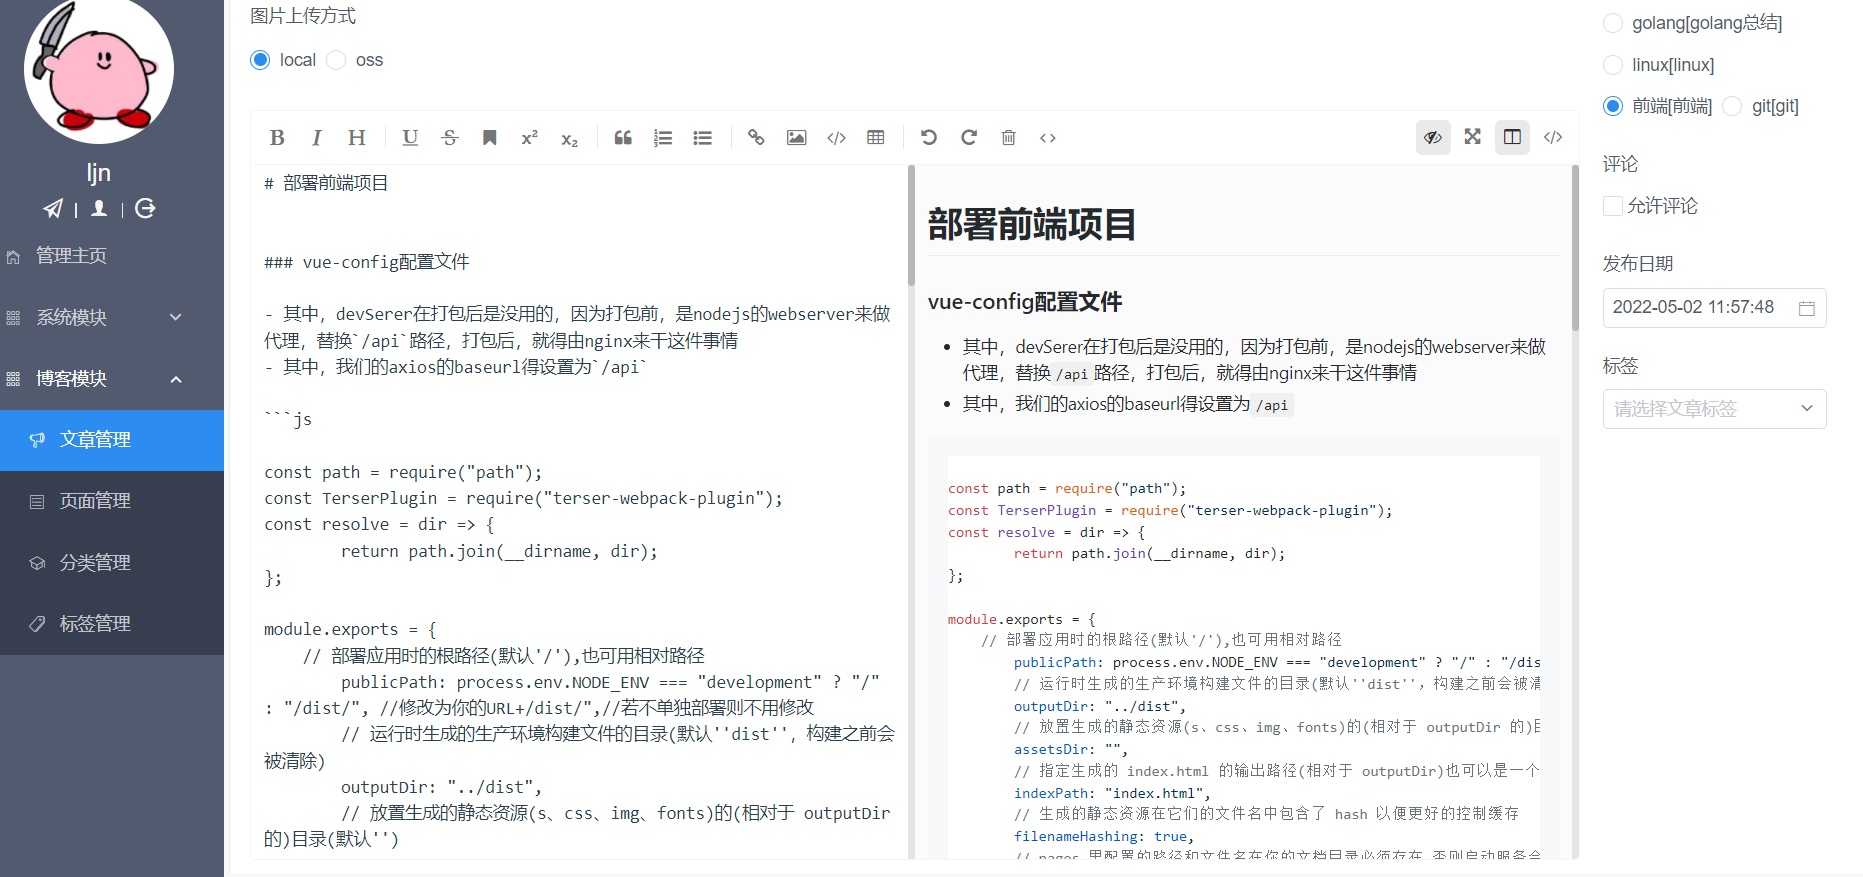 ljn
管理主页
系统模块
博客模块
文章管理
页面管理
分类管理
标签管理
图片上传方式
local oss
# 部署前端项目
### vue-config配置文件
- 其中，devSerer在打包后是没用的，因为打包前，是nodejs的webserver来做
代理，替换`/api`路径，打包后，就得由nginx来干这件事情
- 其中，我们的axios的baseurl得设置为`/api`
```js
const path = require("path");
const TerserPlugin = require("terser-webpack-plugin");
const resolve = dir => {
return path.join(__dirname, dir);
};
module.exports = {
// 部署应用时的根路径(默认'/'),也可用相对路径
publicPath: process.env.NODE_ENV === "development" ? "/"
: "/dist/", //修改为你的URL+/dist/",//若不单独部署则不用修改
// 运行时生成的生产环境构建文件的目录(默认''dist''，构建之前会
被清除)
outputDir: "../dist",
// 放置生成的静态资源(s、css、img、fonts)的(相对于 outputDir
的)目录(默认'')
部署前端项目
vue-config配置文件
其中，devSerer在打包后是没用的，因为打包前，是nodejs的webserver来做
代理，替换 /api 路径，打包后，就得由nginx来干这件事情
其中，我们的axios的baseurl得设置为 /api
const path = require("path");
const TerserPlugin = require("terser-webpack-plugin");
const resolve = dir => {
return path.join(__dirname, dir);
};
module.exports = {
// 部署应用时的根路径(默认'/'),也可用相对路径
publicPath: process.env.NODE_ENV === "development" ? "/" : "/dis
// 运行时生成的生产环境构建文件的目录(默认''dist''，构建之前会被清
outputDir: "../dist",
// 放置生成的静态资源(s、css、img、fonts)的(相对于 outputDir 的)目
assetsDir: "",
// 指定生成的 index.html 的输出路径(相对于 outputDir)也可以是一个
indexPath: "index.html",
// 生成的静态资源在它们的文件名中包含了 hash 以便更好的控制缓存
filenameHashing: true,
// pages 里配置的路径和文件名在你的文档目录必须存在 否则启动服务会
golang[golang总结]
linux[linux]
前端[前端] git[git]
评论
允许评论
发布日期
2022-05-02 11:57:48
标签
请选择文章标签